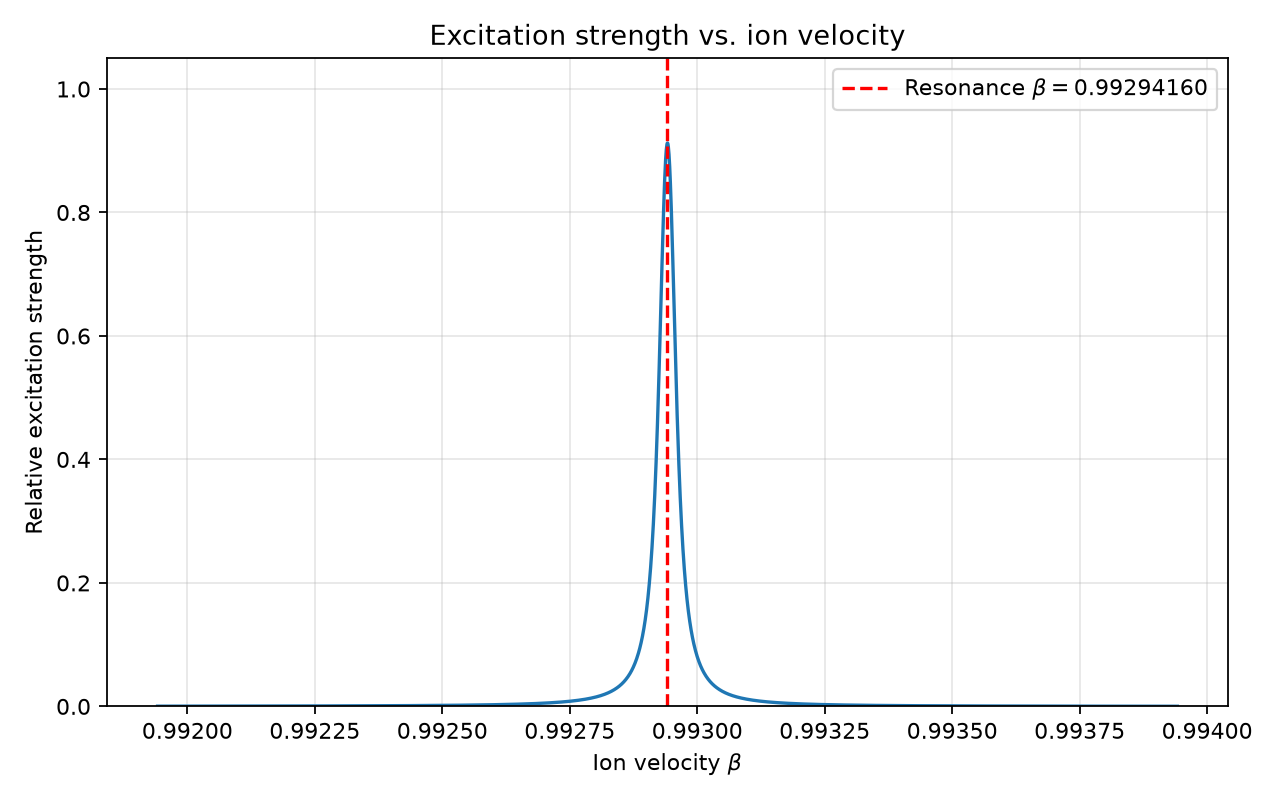 Excitation strength vs. ion velocity
Resonance β = 0.99294160
1.0
0.8
0.6
0.4
0.2
0.0
Relative excitation strength
0.99200 0.99225 0.99250 0.99275 0.99300 0.99325 0.99350 0.99375 0.99400
Ion velocity β